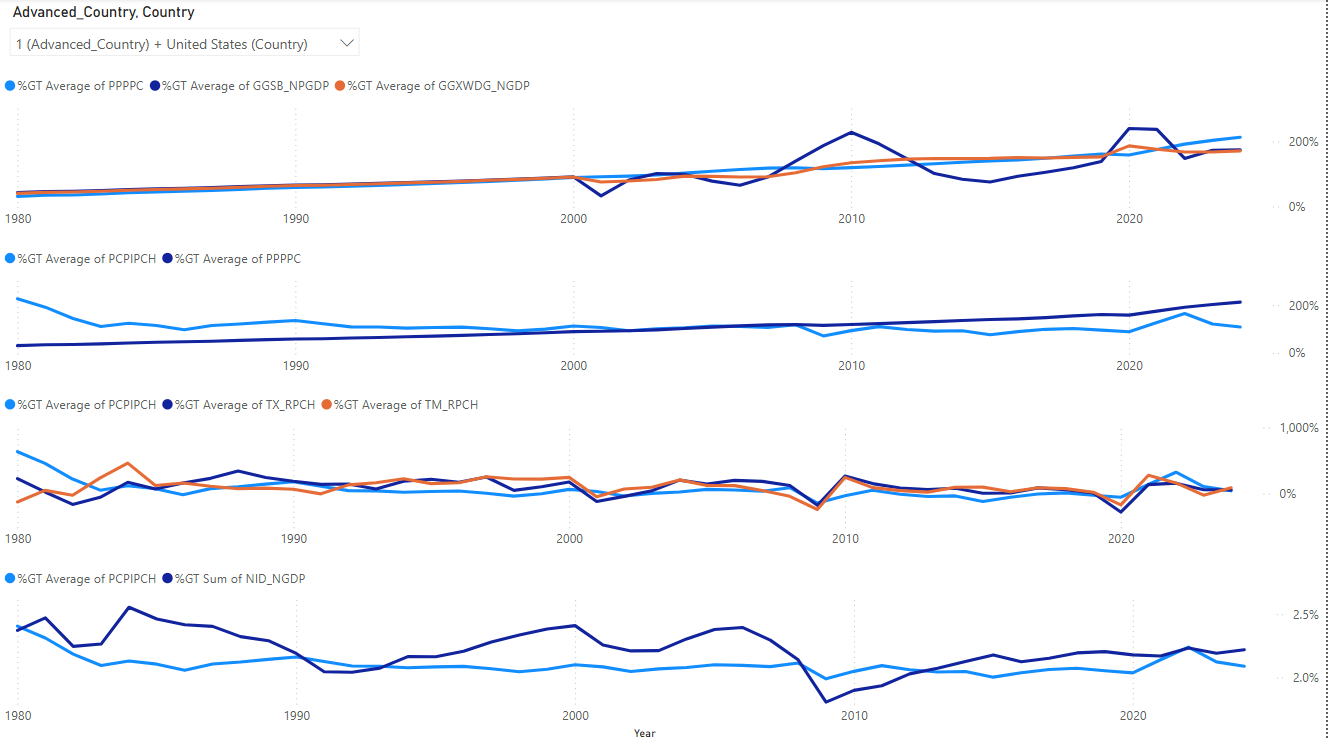 Advanced_Country, Country
1 (Advanced_Country) + United States (Country)
%GT Average of PPPPC %GT Average of GGSB_NPGDP %GT Average of GGXWDG_NGDP
200%
0%
1980 1990 2000 2010 2020
%GT Average of PCPIPCH %GT Average of PPPPC
200%
0%
1980 1990 2000 2010 2020
%GT Average of PCPIPCH %GT Average of TX_RPCH %GT Average of TM_RPCH
1,000%
0%
1980 1990 2000 2010 2020
%GT Average of PCPIPCH %GT Sum of NID_NGDP
2.5%
2.0%
1980 1990 2000 2010 2020
Year